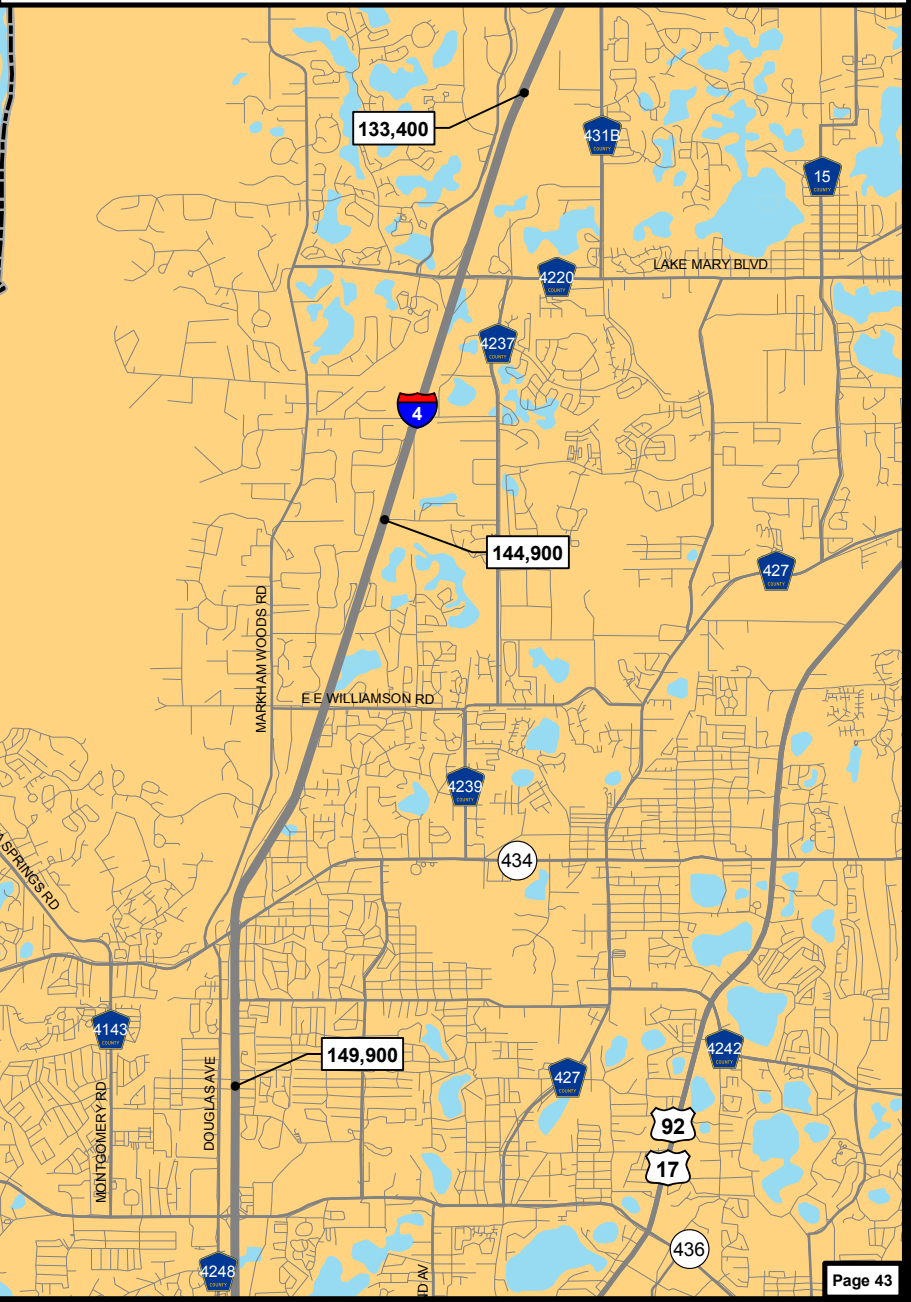 133,400
431B
COUNTY
15
COUNTY
LAKE MARY BLVD
4220
COUNTY
4237
COUNTY
4
144,900
427
COUNTY
MARKHAM WOODS RD
E E WILLIAMSON RD
4239
COUNTY
434
A SPRINGS RD
4143
COUNTY
149,900
4242
COUNTY
427
COUNTY
DOUGLAS AVE
MONTGOMERY RD
92
17
436
4248
COUNTY
ND AV
Page 43